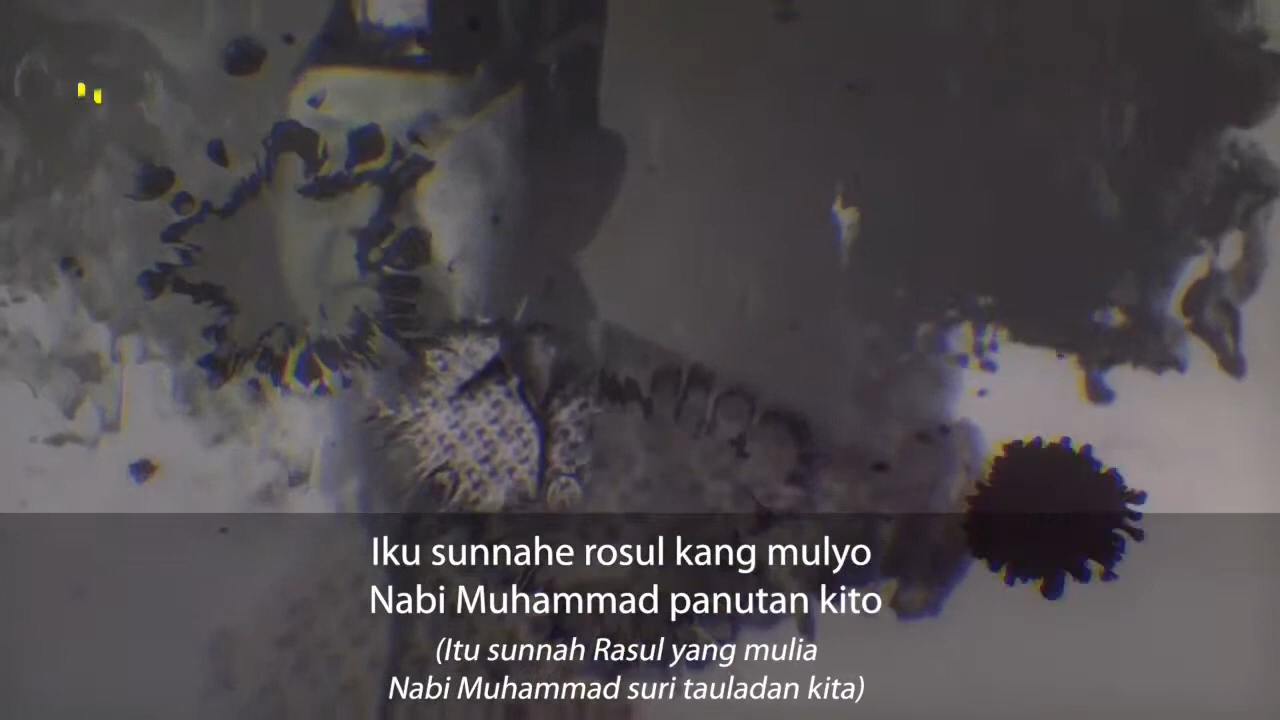 Iku sunnahe rosul kang mulyo
Nabi Muhammad panutan kito
(Itu sunnah Rasul yang mulia
Nabi Muhammad suri tauladan kita)